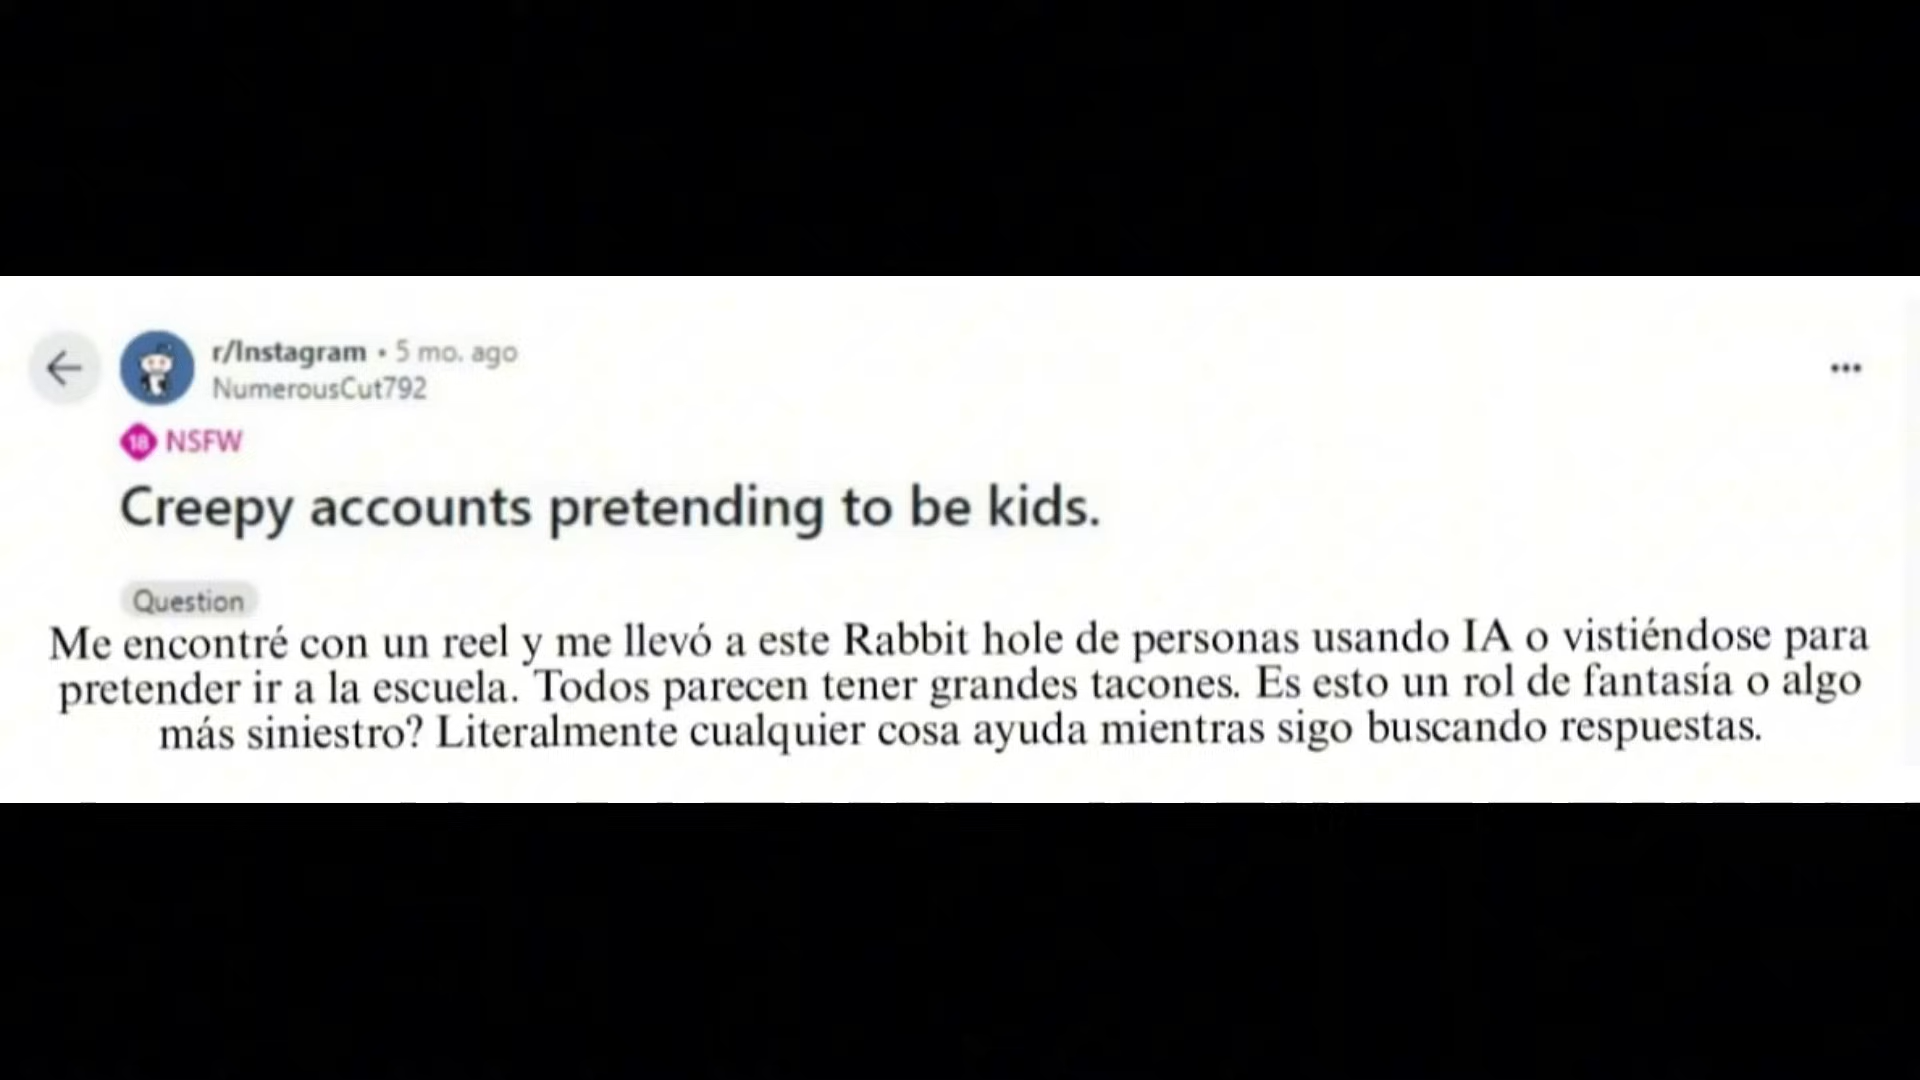 r/Instagram • 5 mo. ago
NumerousCut792
18 NSFW
Creepy accounts pretending to be kids.
Question
Me encontré con un reel y me llevó a este Rabbit hole de personas usando IA o vistiéndose para
pretender ir a la escuela. Todos parecen tener grandes tacones. Es esto un rol de fantasía o algo
más siniestro? Literalmente cualquier cosa ayuda mientras sigo buscando respuestas.